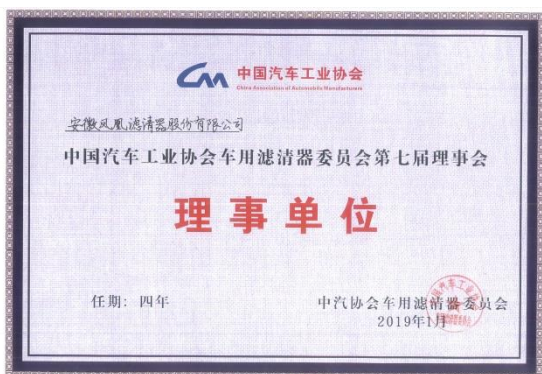 CAAM 中国汽车工业协会
China Association of Automobile Manufacturers
安徽凤凰滤清器股份有限公司
中国汽车工业协会车用滤清器委员会第七届理事会
理事单位
任期：四年
中汽协会车用滤清器委员会
2019年1月